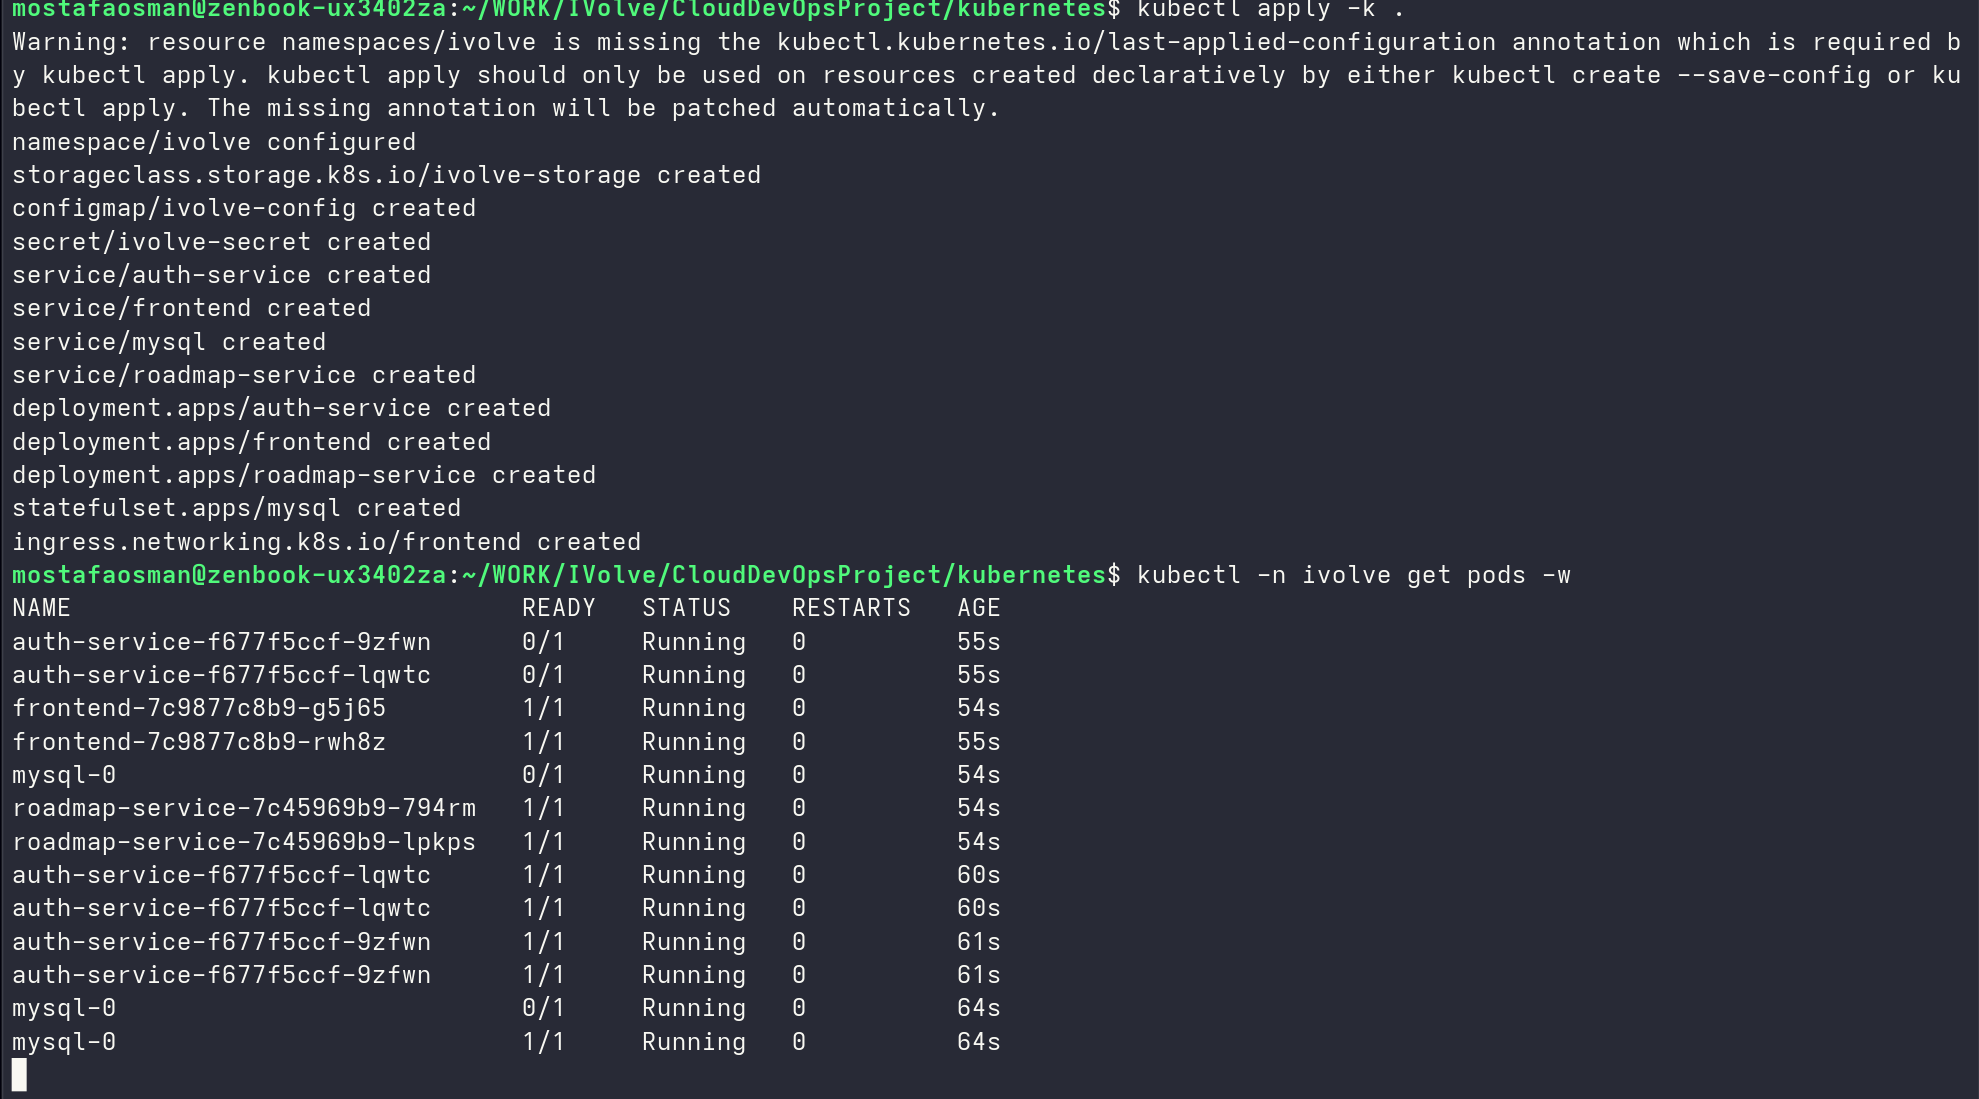 mostafaosman@zenbook-ux3402za:~/WORK/IVolve/CloudDevOpsProject/kubernetes$ kubectl apply -k .
Warning: resource namespaces/ivolve is missing the kubectl.kubernetes.io/last-applied-configuration annotation which is required b
y kubectl apply. kubectl apply should only be used on resources created declaratively by either kubectl create --save-config or ku
bectl apply. The missing annotation will be patched automatically.
namespace/ivolve configured
storageclass.storage.k8s.io/ivolve-storage created
configmap/ivolve-config created
secret/ivolve-secret created
service/auth-service created
service/frontend created
service/mysql created
service/roadmap-service created
deployment.apps/auth-service created
deployment.apps/frontend created
deployment.apps/roadmap-service created
statefulset.apps/mysql created
ingress.networking.k8s.io/frontend created
mostafaosman@zenbook-ux3402za:~/WORK/IVolve/CloudDevOpsProject/kubernetes$ kubectl -n ivolve get pods -w
NAME                              READY   STATUS    RESTARTS   AGE
auth-service-f677f5ccf-9zfwn      0/1     Running   0          55s
auth-service-f677f5ccf-lqwtc      0/1     Running   0          55s
frontend-7c9877c8b9-g5j65         1/1     Running   0          54s
frontend-7c9877c8b9-rwh8z         1/1     Running   0          55s
mysql-0                           0/1     Running   0          54s
roadmap-service-7c45969b9-794rm   1/1     Running   0          54s
roadmap-service-7c45969b9-lpkps   1/1     Running   0          54s
auth-service-f677f5ccf-lqwtc      1/1     Running   0          60s
auth-service-f677f5ccf-lqwtc      1/1     Running   0          60s
auth-service-f677f5ccf-9zfwn      1/1     Running   0          61s
auth-service-f677f5ccf-9zfwn      1/1     Running   0          61s
mysql-0                           0/1     Running   0          64s
mysql-0                           1/1     Running   0          64s